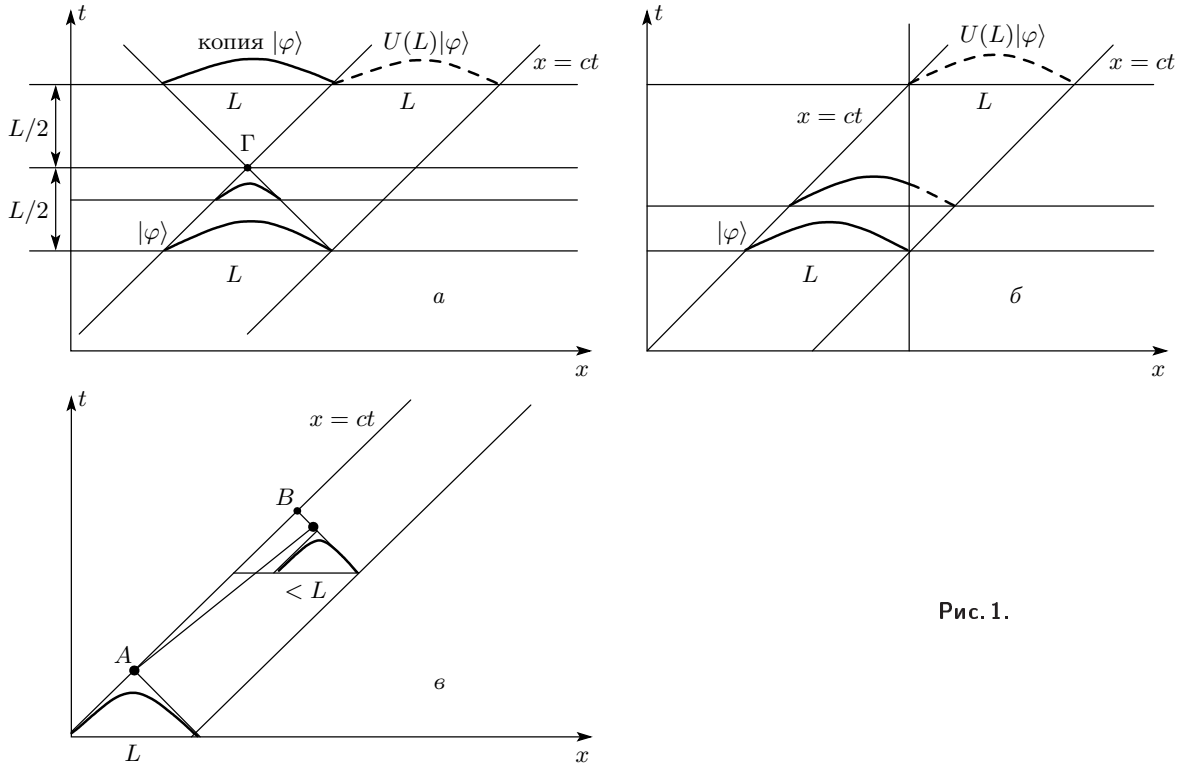 t
копия |φ⟩
U(L)|φ⟩
x = ct
L
L
L/2
Γ
L/2
|φ⟩
L
а
x
t
U(L)|φ⟩
x = ct
L
x = ct
|φ⟩
L
б
x
t
x = ct
B
< L
A
в
L
x
Рис. 1.